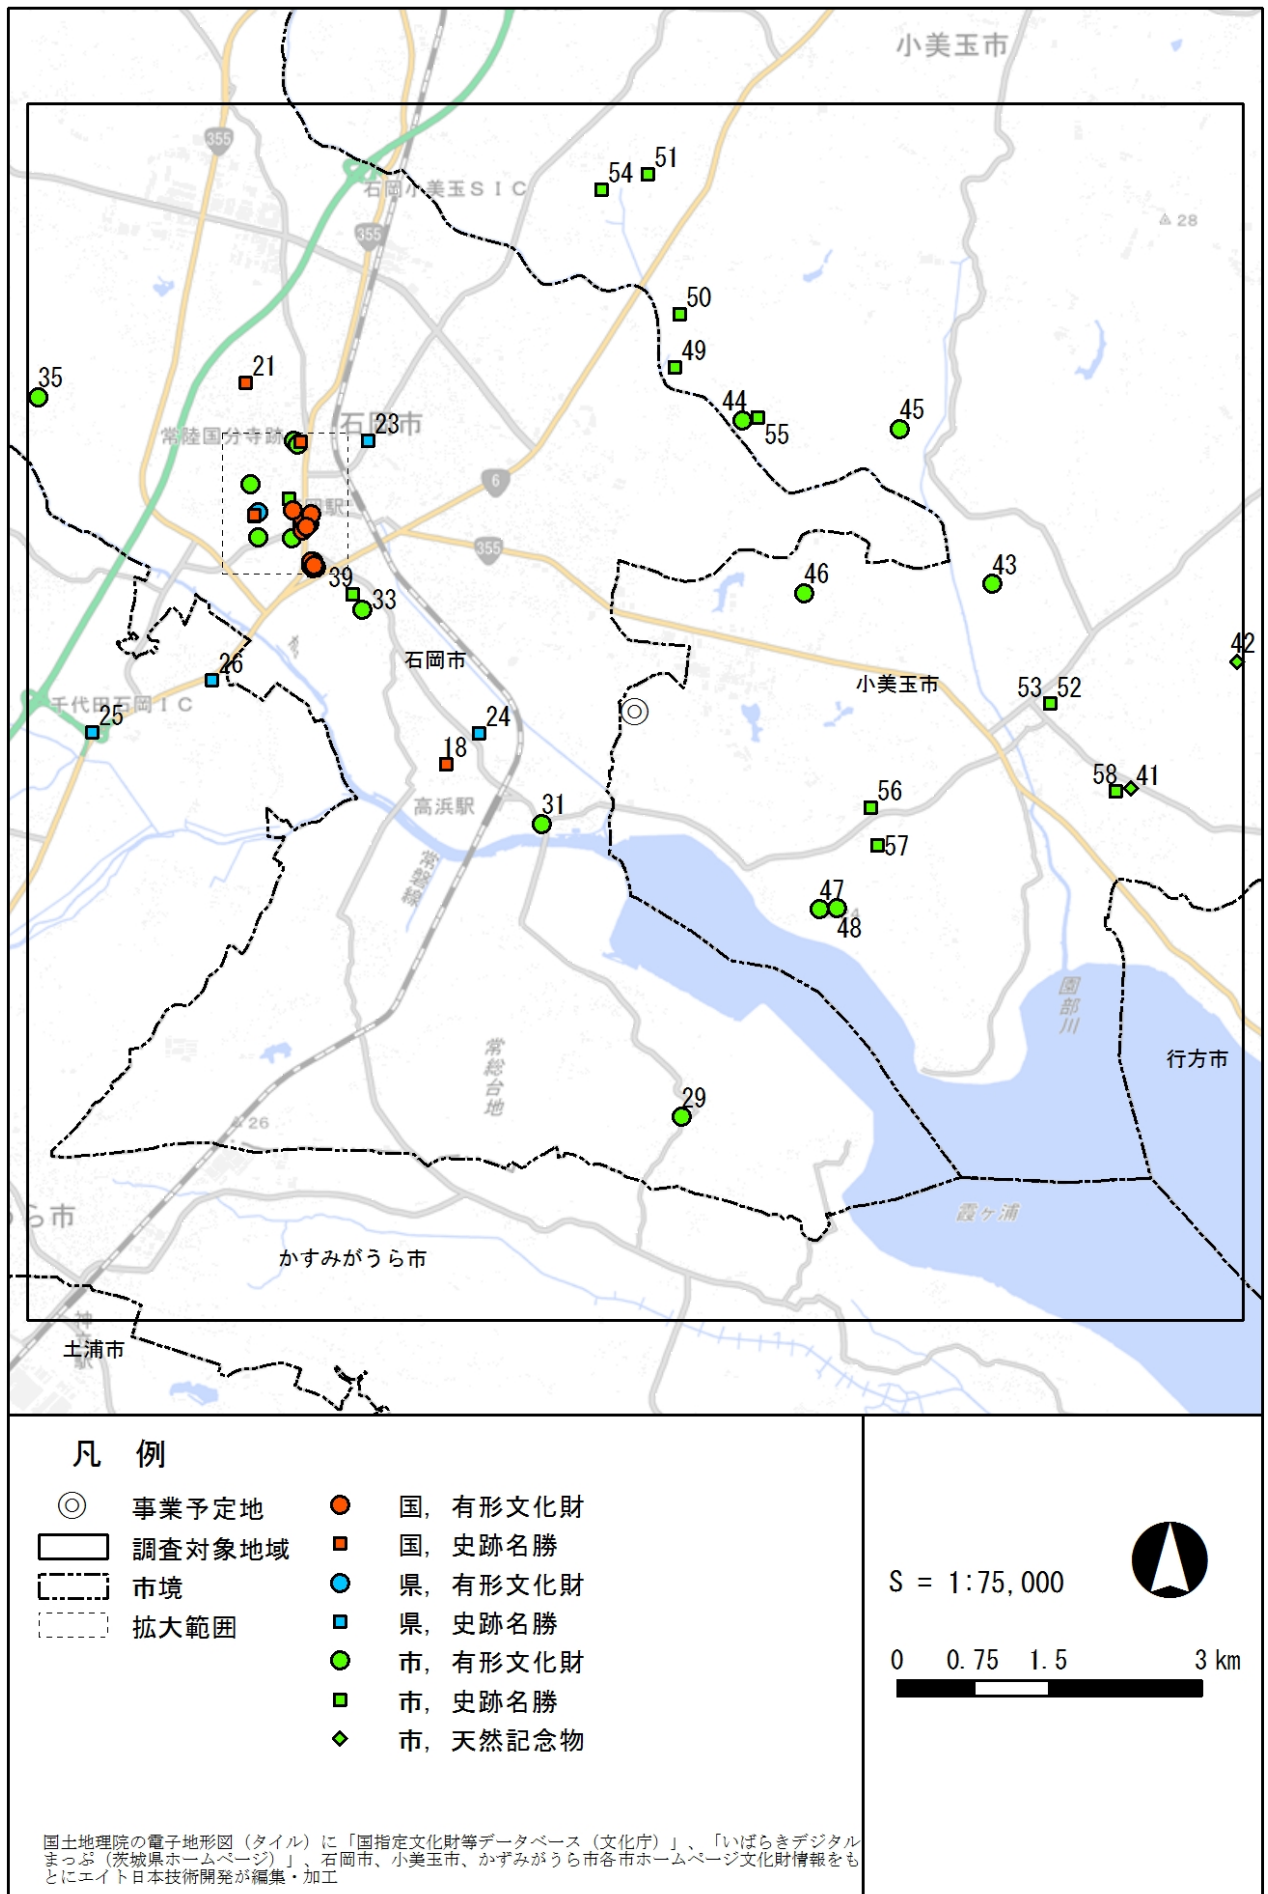 小美玉市
355
石岡小美玉ＳＩＣ
54
51
355
28
50
35
21
49
常陸国分寺跡
石岡市
23
44
55
45
6
岡駅
355
39
33
46
43
石岡市
26
小美玉市
42
53
52
千代田石岡ＩＣ
25
24
18
58
41
高浜駅
31
56
57
常磐線
47
48
園部川
行方市
常総台地
29
26
ら市
霞ヶ浦
かすみがうら市
土浦市
凡 例
事業予定地
調査対象地域
市境
拡大範囲
国, 有形文化財
国, 史跡名勝
県, 有形文化財
県, 史跡名勝
市, 有形文化財
市, 史跡名勝
市, 天然記念物
S = 1:75,000
0 0.75 1.5 3 km
国土地理院の電子地形図（タイル）に「国指定文化財等データベース（文化庁）」、「いばらきデジタル
まっぷ（茨城県ホームページ）」、石岡市、小美玉市、かずみがうら市各市ホームページ文化財情報をも
とにエイト日本技術開発が編集・加工